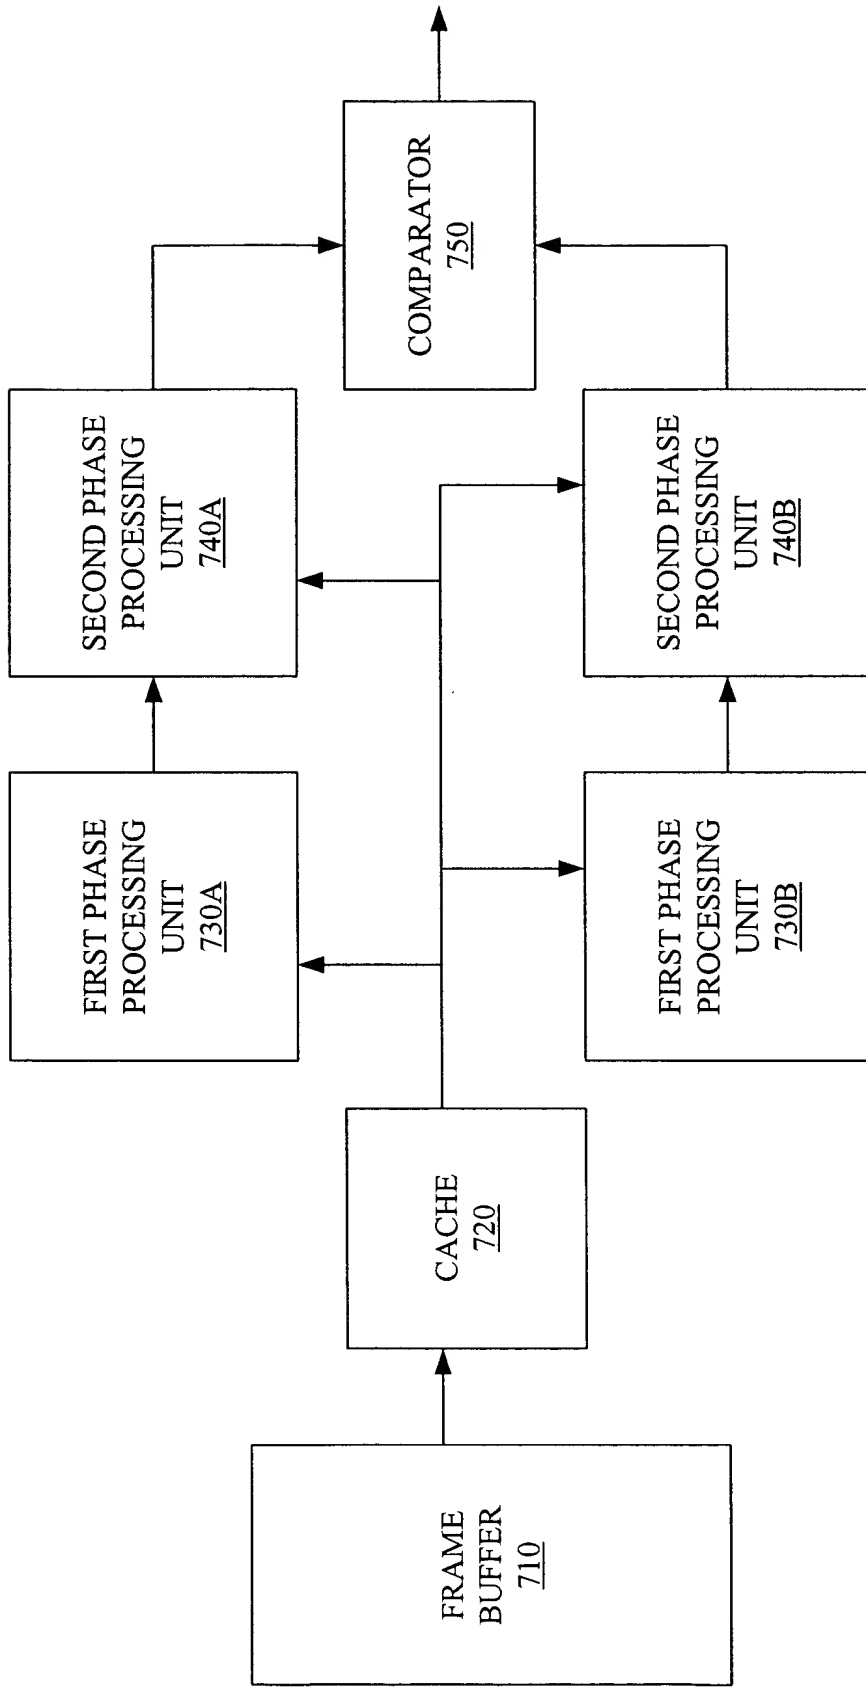 FRAME
BUFFER
710
CACHE
720
FIRST PHASE
PROCESSING
UNIT
730A
FIRST PHASE
PROCESSING
UNIT
730B
SECOND PHASE
PROCESSING
UNIT
740A
SECOND PHASE
PROCESSING
UNIT
740B
COMPARATOR
750